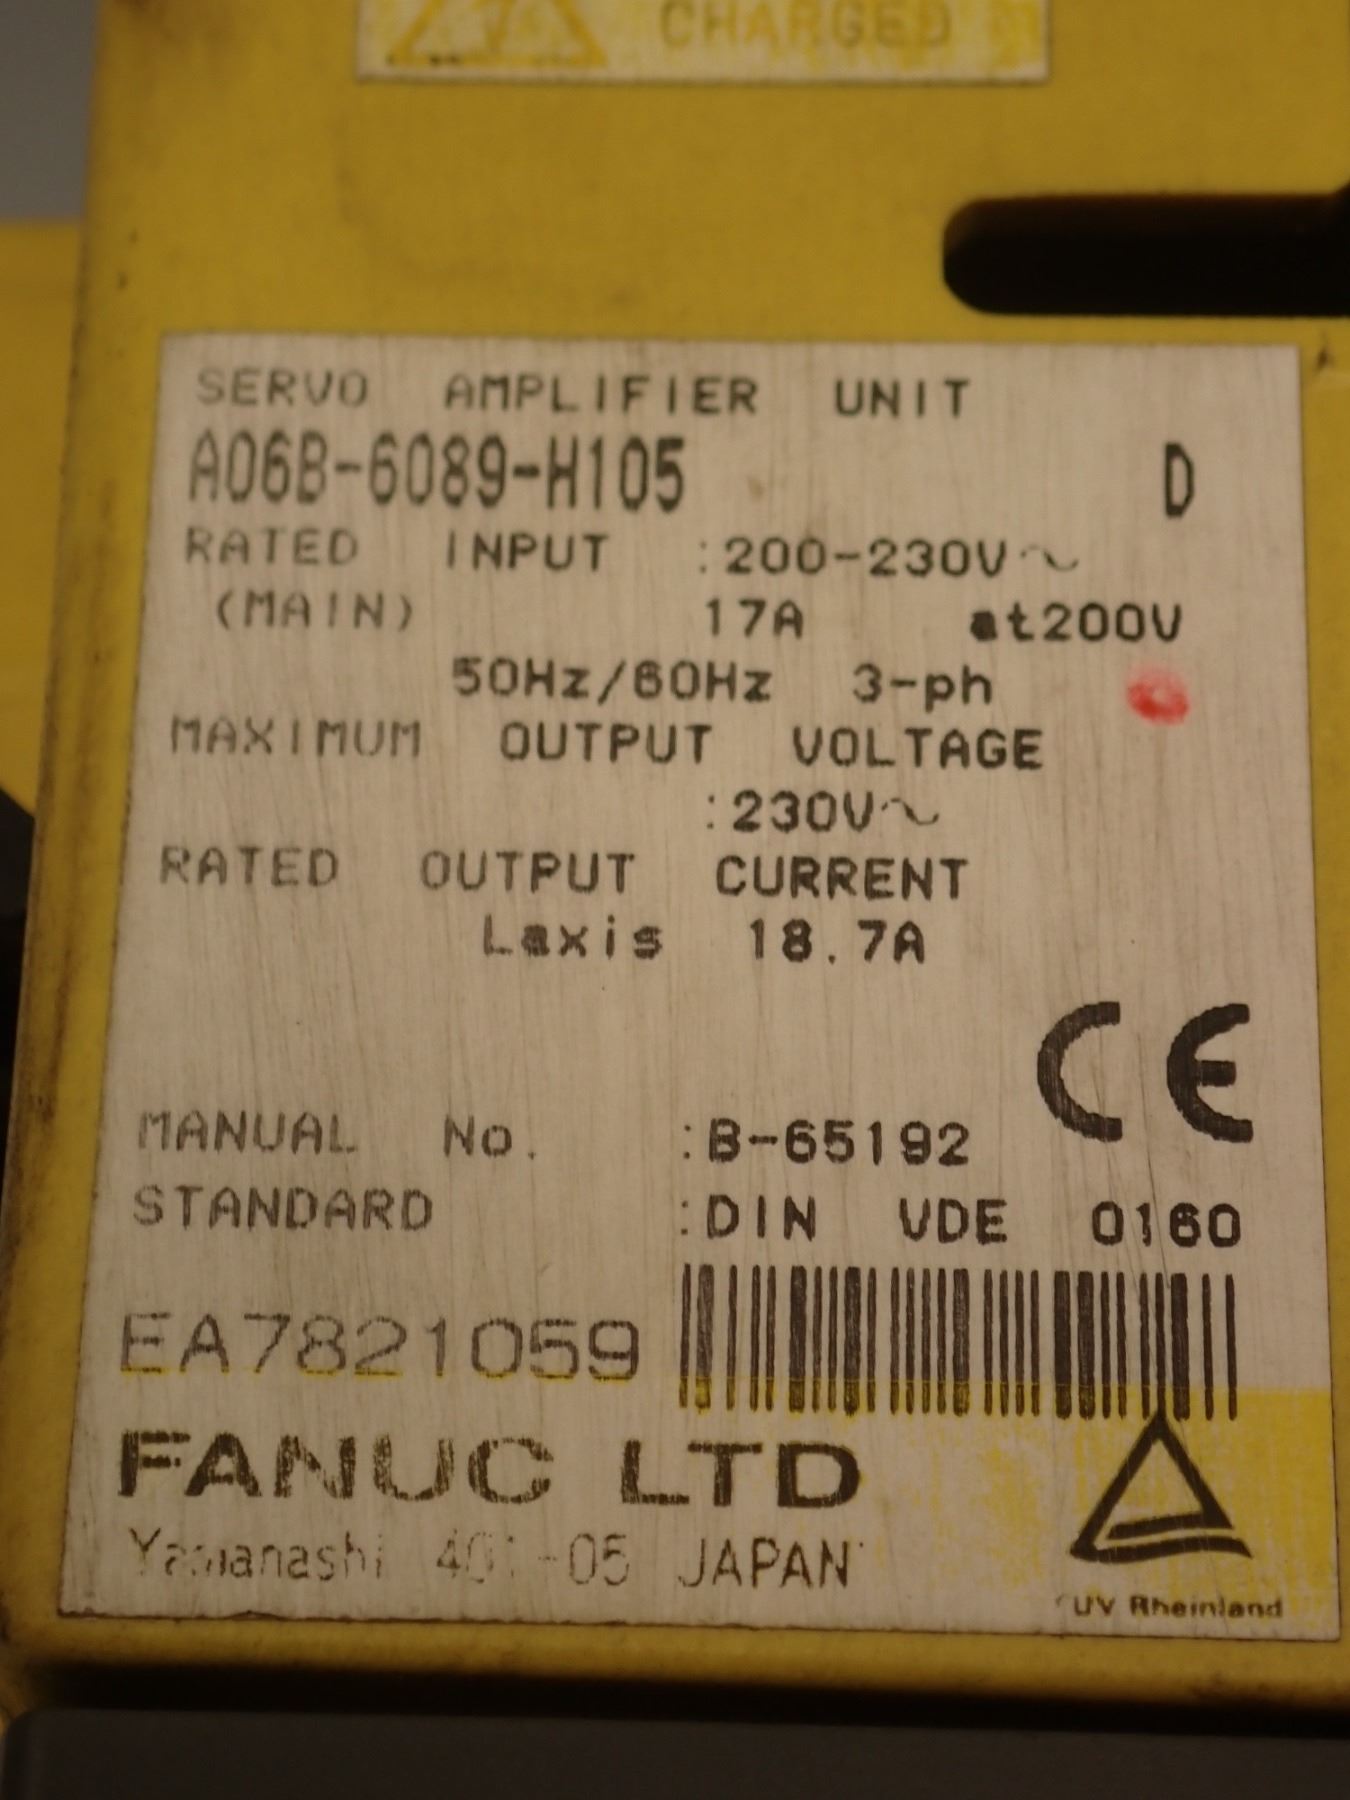 CHARGED
SERVO AMPLIFIER UNIT
A06B-6089-H105 D
RATED INPUT :200-230V~
(MAIN) 17A at200V
50Hz/60Hz 3-ph
MAXIMUM OUTPUT VOLTAGE
:230V~
RATED OUTPUT CURRENT
Laxis 18.7A
CE
MANUAL No. :B-65192
STANDARD :DIN VDE 0160
EA7821059
FANUC LTD
Yamanashi JAPAN
TUV Rheinland